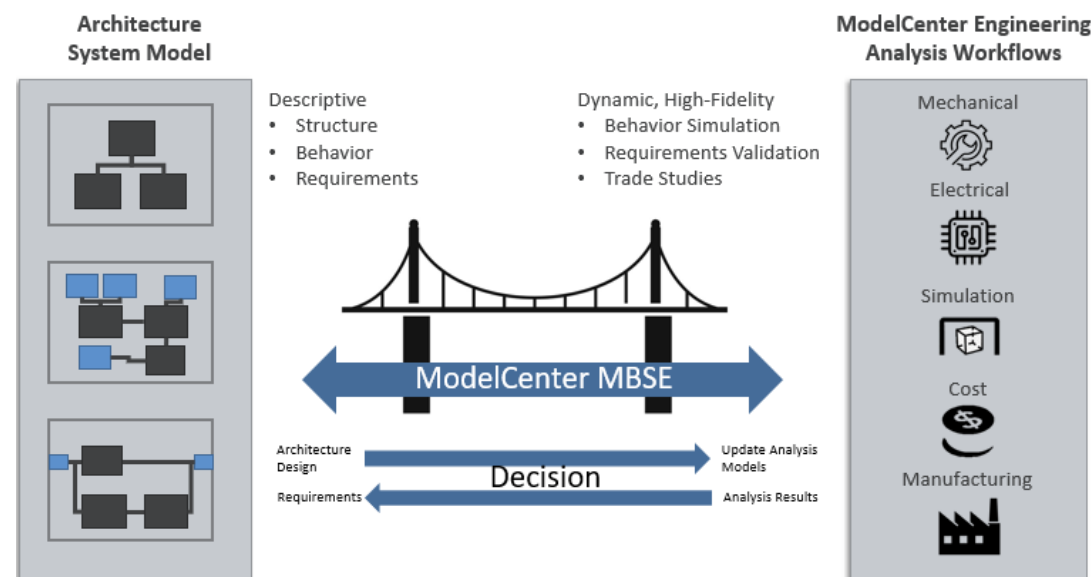 Architecture
System Model
ModelCenter Engineering
Analysis Workflows
Descriptive
• Structure
• Behavior
• Requirements
Dynamic, High-Fidelity
• Behavior Simulation
• Requirements Validation
• Trade Studies
Mechanical
Electrical
Simulation
Cost
$
Manufacturing
ModelCenter MBSE
Architecture
Design
Update Analysis
Models
Decision
Requirements
Analysis Results